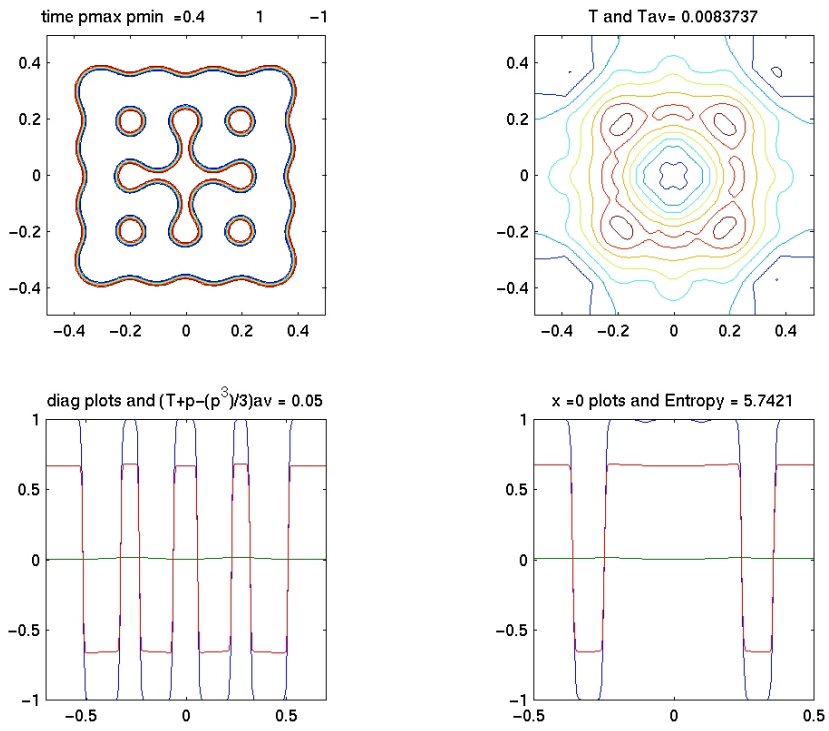 time pmax pmin =0.4 1 −1
T and Tav= 0.0083737
0.4
0.2
0
−0.2
−0.4
−0.4 −0.2 0 0.2 0.4
0.4
0.2
0
−0.2
−0.4
−0.4 −0.2 0 0.2 0.4
diag plots and (T+p−(p3)/3)av = 0.05
x =0 plots and Entropy = 5.7421
1
0.5
0
−0.5
−1
−0.5 0 0.5
1
0.5
0
−0.5
−1
−0.5 0 0.5